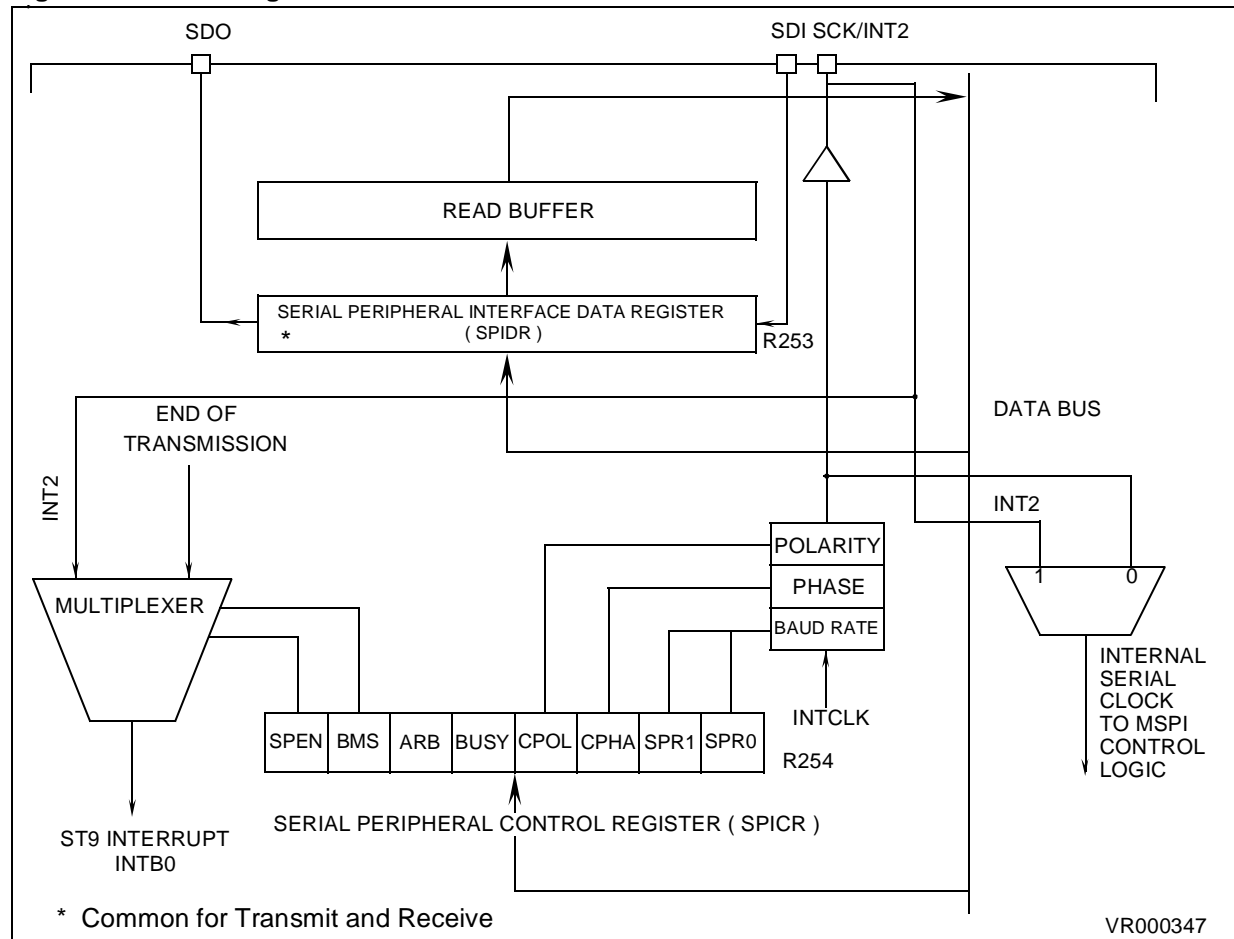 SDO
SDI SCK/INT2
READ BUFFER
SERIAL PERIPHERAL INTERFACE DATA REGISTER
* ( SPIDR )
R253
END OF
TRANSMISSION
DATA BUS
INT2
INT2
POLARITY
1 0
MULTIPLEXER
PHASE
BAUD RATE
INTERNAL
SERIAL
CLOCK
TO MSPI
CONTROL
LOGIC
INTCLK
SPEN BMS ARB BUSY CPOL CPHA SPR1 SPR0
R254
SERIAL PERIPHERAL CONTROL REGISTER ( SPICR )
ST9 INTERRUPT
INTB0
* Common for Transmit and Receive
VR000347